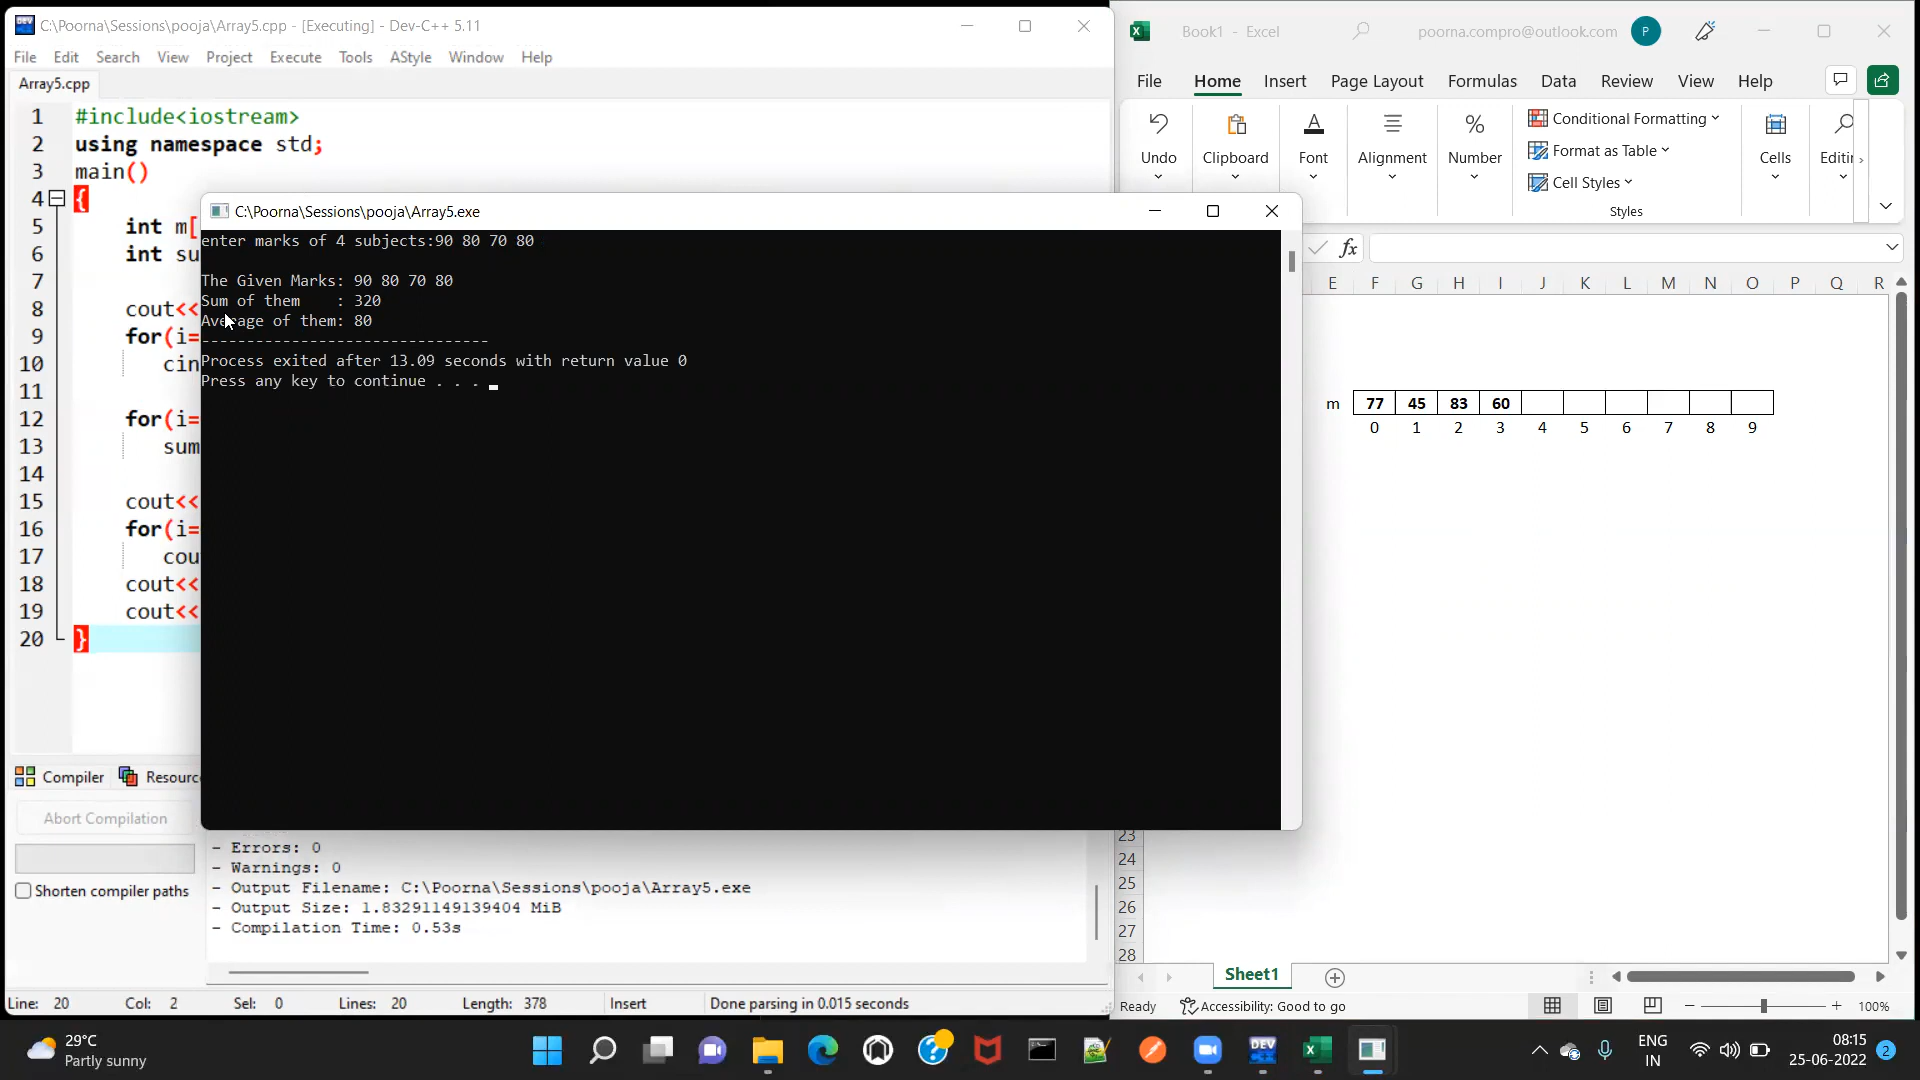 C:\Poorna\Sessions\pooja\Array5.cpp - [Executing] - Dev-C++ 5.11
File Edit Search View Project Execute Tools AStyle Window Help
Array5.cpp
1 #include<iostream>
2 using namespace std;
3 main()
4 {
5 int m[
6 int su
7
8 cout<<
9 for(i=
10 cin
11
12 for(i=
13 sum
14
15 cout<<
16 for(i=
17 cou
18 cout<<
19 cout<<
20 }
C:\Poorna\Sessions\pooja\Array5.exe
enter marks of 4 subjects:90 80 70 80
The Given Marks: 90 80 70 80
Sum of them : 320
Average of them: 80
--------------------------------
Process exited after 13.09 seconds with return value 0
Press any key to continue . . .
Compiler Resourc
Abort Compilation
Shorten compiler paths
- Errors: 0
- Warnings: 0
- Output Filename: C:\Poorna\Sessions\pooja\Array5.exe
- Output Size: 1.83291149139404 MiB
- Compilation Time: 0.53s
Line: 20 Col: 2 Sel: 0 Lines: 20 Length: 378 Insert Done parsing in 0.015 seconds
Book1 - Excel poorna.compro@outlook.com P
File Home Insert Page Layout Formulas Data Review View Help
Undo Clipboard Font Alignment Number
Conditional Formatting
Format as Table
Cell Styles
Styles
Cells Editin
fx
E F G H I J K L M N O P Q R
m 77 45 83 60
0 1 2 3 4 5 6 7 8 9
23
24
25
26
27
28
Sheet1
Ready Accessibility: Good to go 100%
29°C
Partly sunny
DEV
ENG
IN
08:15
25-06-2022
2